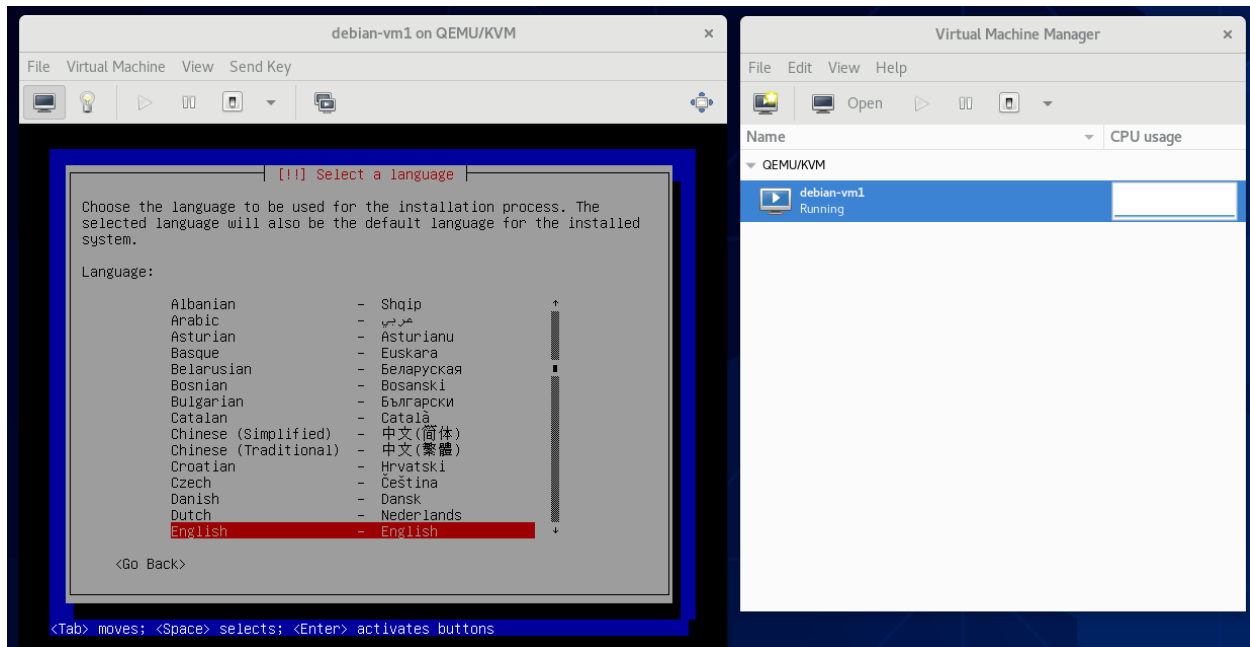 debian-vm1 on QEMU/KVM
File Virtual Machine View Send Key
[!!] Select a language
Choose the language to be used for the installation process. The
selected language will also be the default language for the installed
system.
Language:
Albanian - Shqip
Arabic - عربي
Asturian - Asturianu
Basque - Euskara
Belarusian - Беларуская
Bosnian - Bosanski
Bulgarian - Български
Catalan - Català
Chinese (Simplified) - 中文(简体)
Chinese (Traditional) - 中文(繁體)
Croatian - Hrvatski
Czech - Čeština
Danish - Dansk
Dutch - Nederlands
English - English
<Go Back>
<Tab> moves; <Space> selects; <Enter> activates buttons
Virtual Machine Manager
File Edit View Help
Open
Name CPU usage
QEMU/KVM
debian-vm1
Running